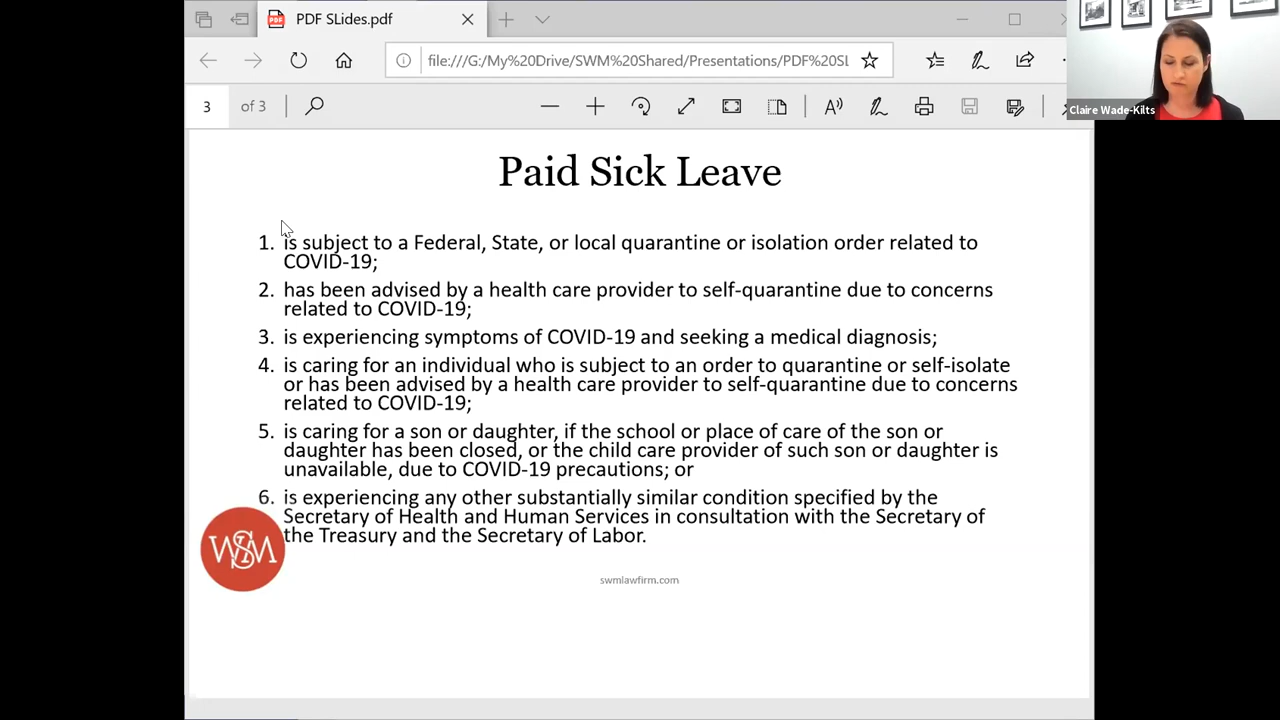 PDF SLides.pdf
file:///G:/My%20Drive/SWM%20Shared/Presentations/PDF%20SL
3 of 3
Claire Wade-Kilts
Paid Sick Leave
1. is subject to a Federal, State, or local quarantine or isolation order related to
COVID-19;
2. has been advised by a health care provider to self-quarantine due to concerns
related to COVID-19;
3. is experiencing symptoms of COVID-19 and seeking a medical diagnosis;
4. is caring for an individual who is subject to an order to quarantine or self-isolate
or has been advised by a health care provider to self-quarantine due to concerns
related to COVID-19;
5. is caring for a son or daughter, if the school or place of care of the son or
daughter has been closed, or the child care provider of such son or daughter is
unavailable, due to COVID-19 precautions; or
6. is experiencing any other substantially similar condition specified by the
Secretary of Health and Human Services in consultation with the Secretary of
the Treasury and the Secretary of Labor.
WSM
swmlawfirm.com